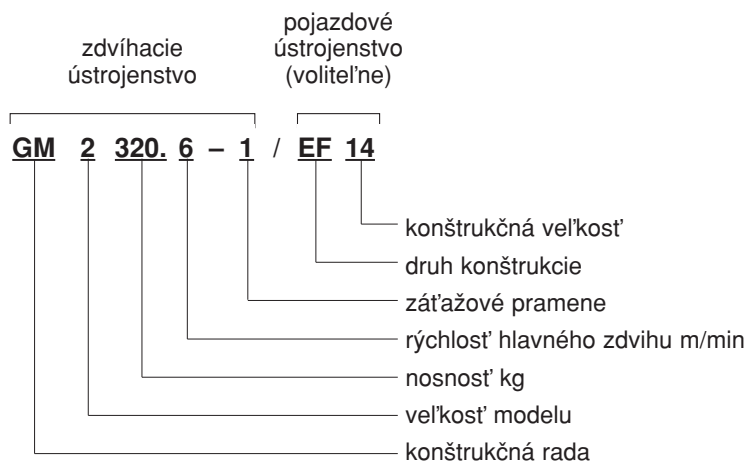 zdvíhacie
ústrojenstvo
pojazdové
ústrojenstvo
(voliteľne)
GM 2 320. 6 – 1 / EF 14
konštrukčná veľkosť
druh konštrukcie
záťažové pramene
rýchlosť hlavného zdvihu m/min
nosnosť kg
veľkosť modelu
konštrukčná rada